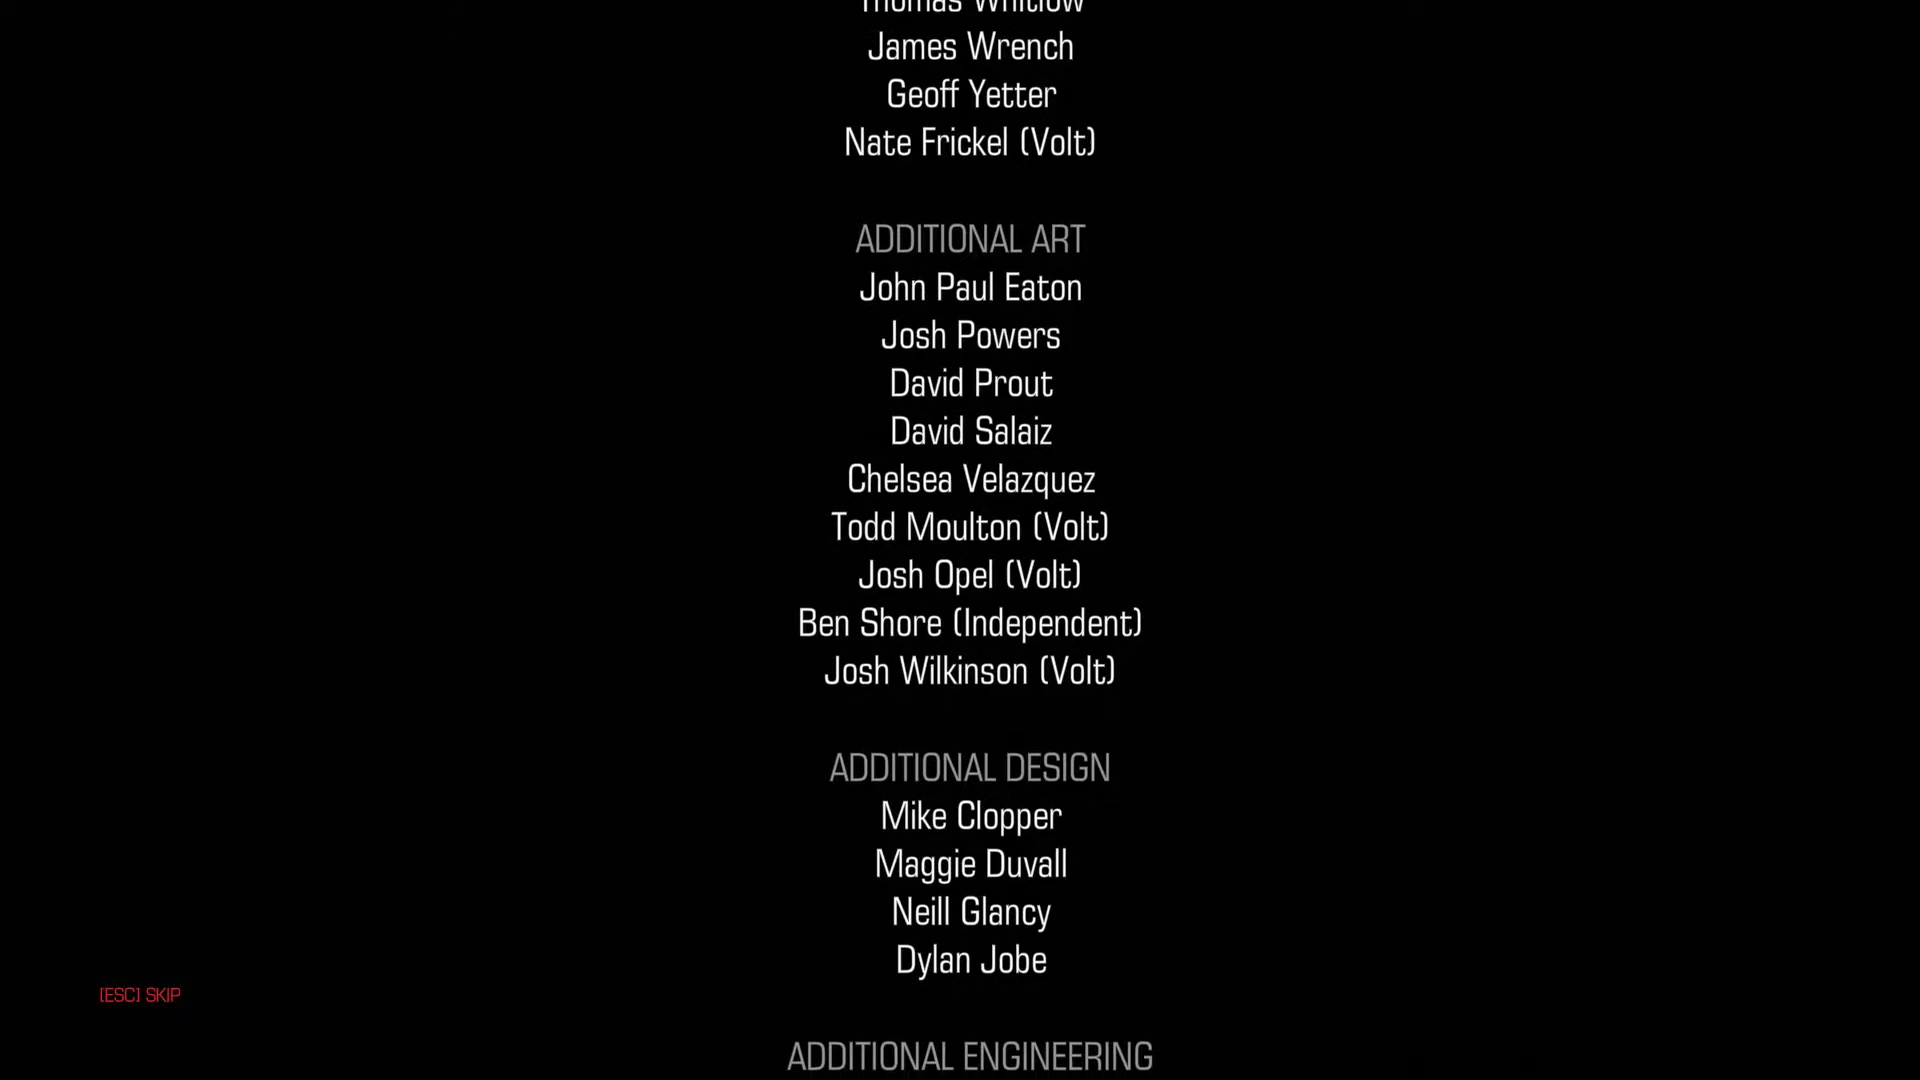 Thomas Whitlow
James Wrench
Geoff Yetter
Nate Frickel (Volt)
ADDITIONAL ART
John Paul Eaton
Josh Powers
David Prout
David Salaiz
Chelsea Velazquez
Todd Moulton (Volt)
Josh Opel (Volt)
Ben Shore (Independent)
Josh Wilkinson (Volt)
ADDITIONAL DESIGN
Mike Clopper
Maggie Duvall
Neill Glancy
Dylan Jobe
[ESC] SKIP
ADDITIONAL ENGINEERING